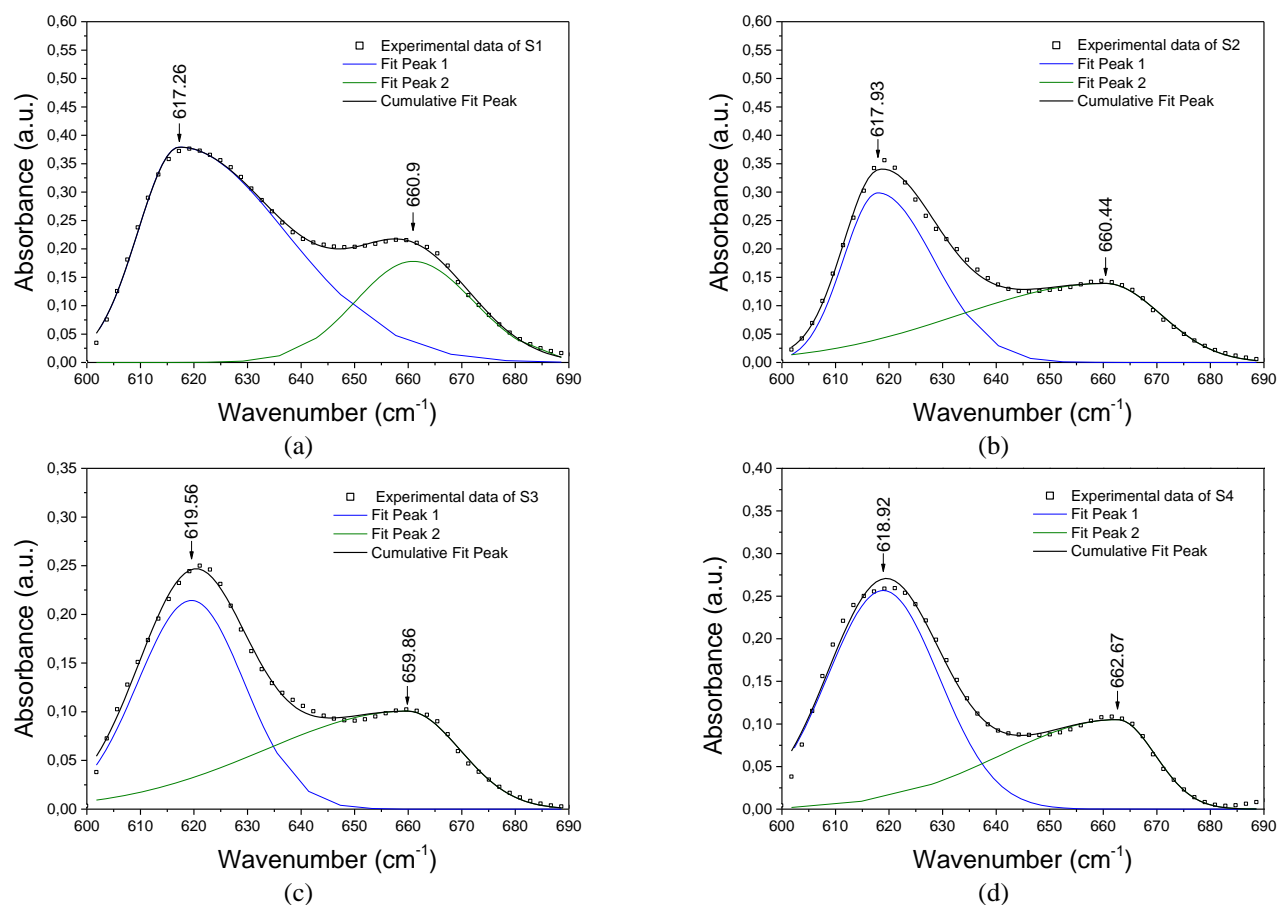 0,60
0,55
0,50
0,45
0,40
0,35
0,30
0,25
0,20
0,15
0,10
0,05
0,00
Absorbance (a.u.)
Experimental data of S1
Fit Peak 1
Fit Peak 2
Cumulative Fit Peak
617.26
660.9
600 610 620 630 640 650 660 670 680 690
Wavenumber (cm⁻¹)
(a)
0,60
0,55
0,50
0,45
0,40
0,35
0,30
0,25
0,20
0,15
0,10
0,05
0,00
Absorbance (a.u.)
Experimental data of S2
Fit Peak 1
Fit Peak 2
Cumulative Fit Peak
617.93
660.44
600 610 620 630 640 650 660 670 680 690
Wavenumber (cm⁻¹)
(b)
0,35
0,30
0,25
0,20
0,15
0,10
0,05
0,00
Absorbance (a.u.)
Experimental data of S3
Fit Peak 1
Fit Peak 2
Cumulative Fit Peak
619.56
659.86
600 610 620 630 640 650 660 670 680 690
Wavenumber (cm⁻¹)
(c)
0,40
0,35
0,30
0,25
0,20
0,15
0,10
0,05
0,00
Absorbance (a.u.)
Experimental data of S4
Fit Peak 1
Fit Peak 2
Cumulative Fit Peak
618.92
662.67
600 610 620 630 640 650 660 670 680 690
Wavenumber (cm⁻¹)
(d)